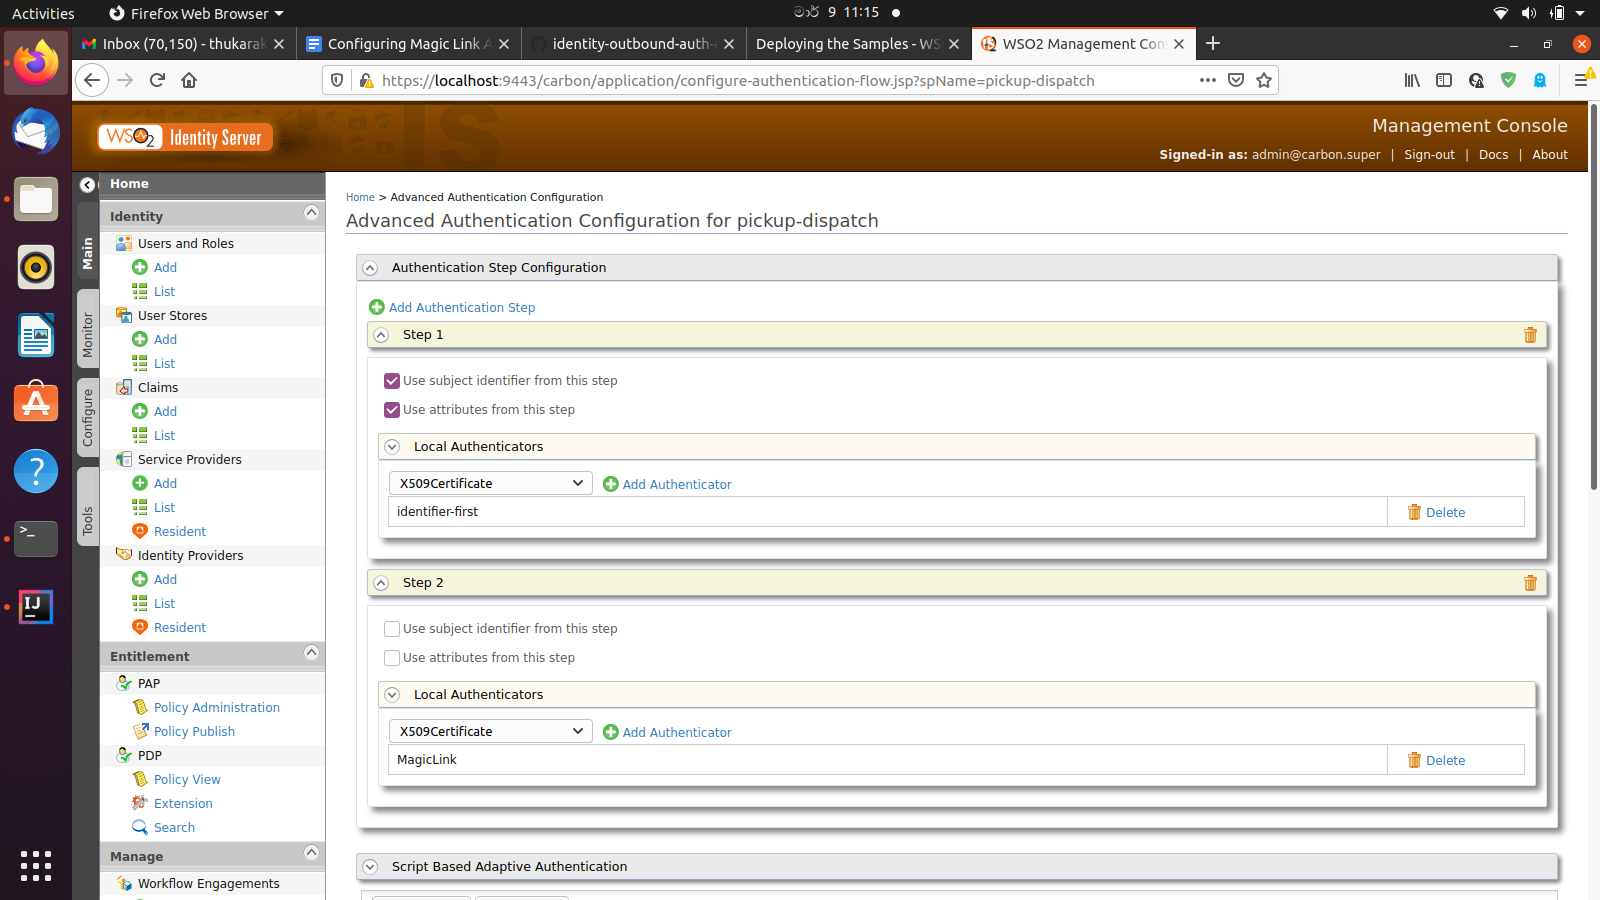 Activities
Firefox Web Browser
මාර් 9 11:15
Inbox (70,150) - thukarak
Configuring Magic Link A
identity-outbound-auth-
Deploying the Samples - WS
WSO2 Management Con
https://localhost:9443/carbon/application/configure-authentication-flow.jsp?spName=pickup-dispatch
WSO2 Identity Server
Management Console
Signed-in as: admin@carbon.super | Sign-out | Docs | About
Main
Monitor
Configure
Tools
Home
Identity
Users and Roles
Add
List
User Stores
Add
List
Claims
Add
List
Service Providers
Add
List
Resident
Identity Providers
Add
List
Resident
Entitlement
PAP
Policy Administration
Policy Publish
PDP
Policy View
Extension
Search
Manage
Workflow Engagements
Home > Advanced Authentication Configuration
Advanced Authentication Configuration for pickup-dispatch
Authentication Step Configuration
Add Authentication Step
Step 1
Use subject identifier from this step
Use attributes from this step
Local Authenticators
X509Certificate
Add Authenticator
identifier-first
Delete
Step 2
Use subject identifier from this step
Use attributes from this step
Local Authenticators
X509Certificate
Add Authenticator
MagicLink
Delete
Script Based Adaptive Authentication